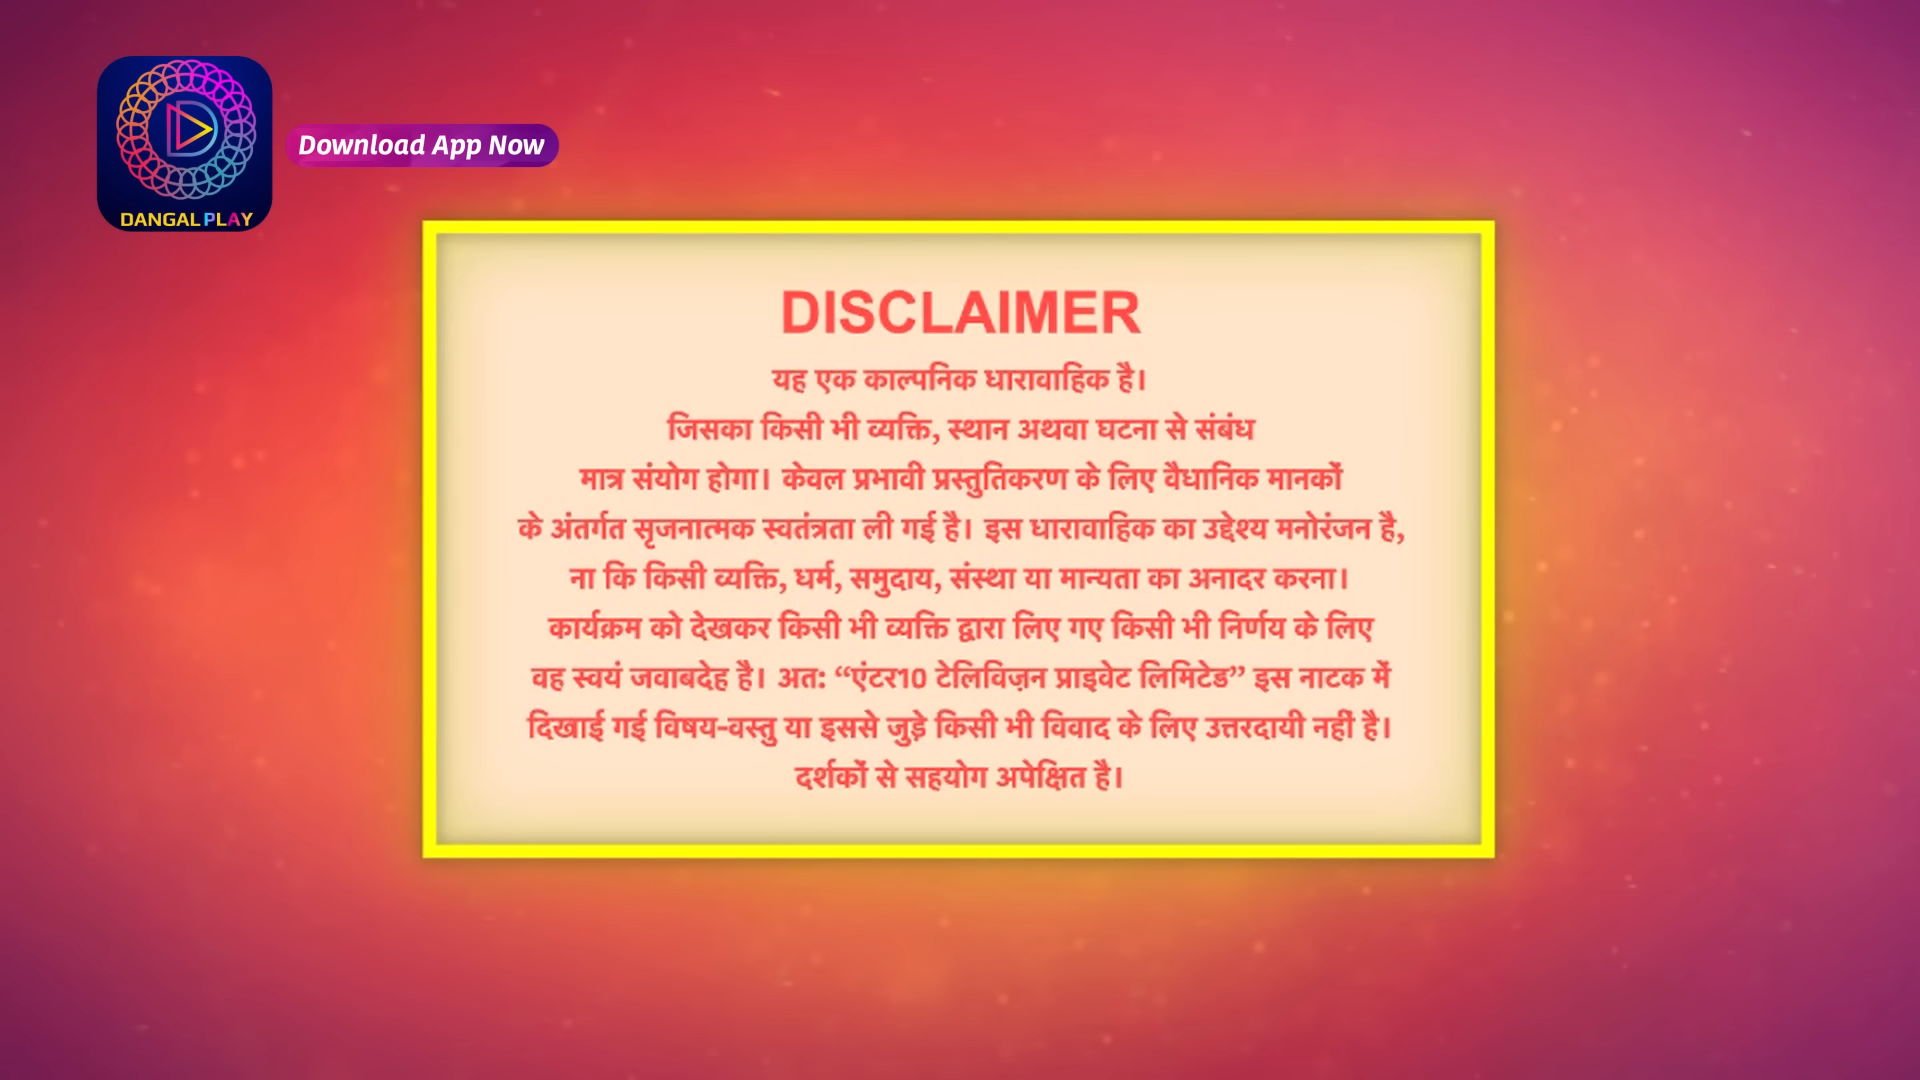 DANGAL PLAY
Download App Now
DISCLAIMER
यह एक काल्पनिक धारावाहिक है।
जिसका किसी भी व्यक्ति, स्थान अथवा घटना से संबंध
मात्र संयोग होगा। केवल प्रभावी प्रस्तुतिकरण के लिए वैधानिक मानकों
के अंतर्गत सृजनात्मक स्वतंत्रता ली गई है। इस धारावाहिक का उद्देश्य मनोरंजन है,
ना कि किसी व्यक्ति, धर्म, समुदाय, संस्था या मान्यता का अनादर करना।
कार्यक्रम को देखकर किसी भी व्यक्ति द्वारा लिए गए किसी भी निर्णय के लिए
वह स्वयं जवाबदेह है। अत: “एंटर10 टेलिविज़न प्राइवेट लिमिटेड” इस नाटक में
दिखाई गई विषय-वस्तु या इससे जुड़े किसी भी विवाद के लिए उत्तरदायी नहीं है।
दर्शकों से सहयोग अपेक्षित है।